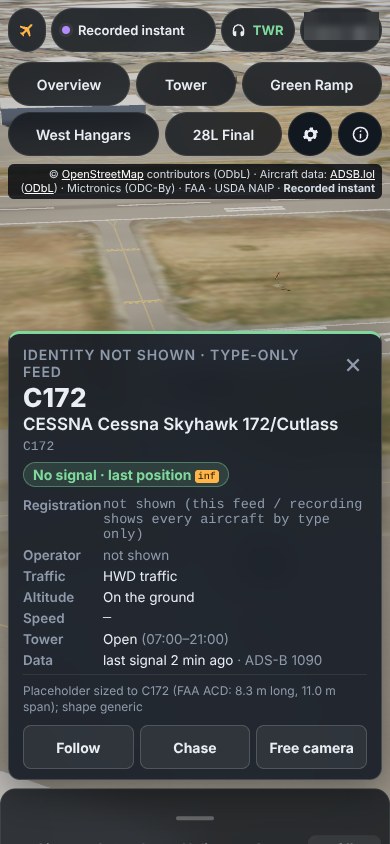 Recorded instant
TWR
Overview
Tower
Green Ramp
West Hangars
28L Final
© OpenStreetMap contributors (ODbL) · Aircraft data: ADSB.lol
(ODbL) · Mictronics (ODC-By) · FAA · USDA NAIP · Recorded instant
IDENTITY NOT SHOWN · TYPE-ONLY
FEED
C172
CESSNA Cessna Skyhawk 172/Cutlass
C172
No signal · last position inf
Registration not shown (this feed / recording
shows every aircraft by type
only)
Operator not shown
Traffic HWD traffic
Altitude On the ground
Speed —
Tower Open (07:00–21:00)
Data last signal 2 min ago · ADS-B 1090
Placeholder sized to C172 (FAA ACD: 8.3 m long, 11.0 m
span); shape generic
Follow
Chase
Free camera